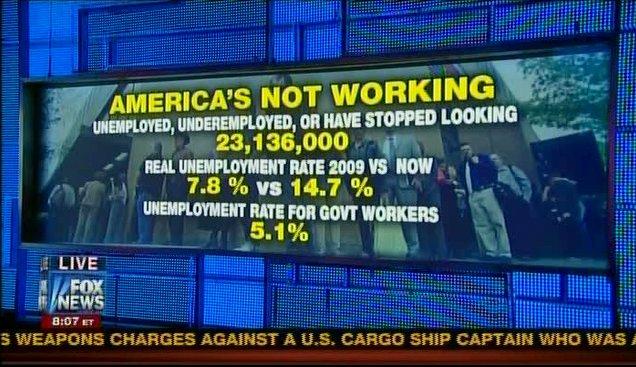 AMERICA'S NOT WORKING
UNEMPLOYED, UNDEREMPLOYED, OR HAVE STOPPED LOOKING
23,136,000
REAL UNEMPLOYMENT RATE 2009 VS NOW
7.8 % VS 14.7 %
UNEMPLOYMENT RATE FOR GOVT WORKERS
5.1%
LIVE
FOX
NEWS
8:07 ET
S WEAPONS CHARGES AGAINST A U.S. CARGO SHIP CAPTAIN WHO WAS A